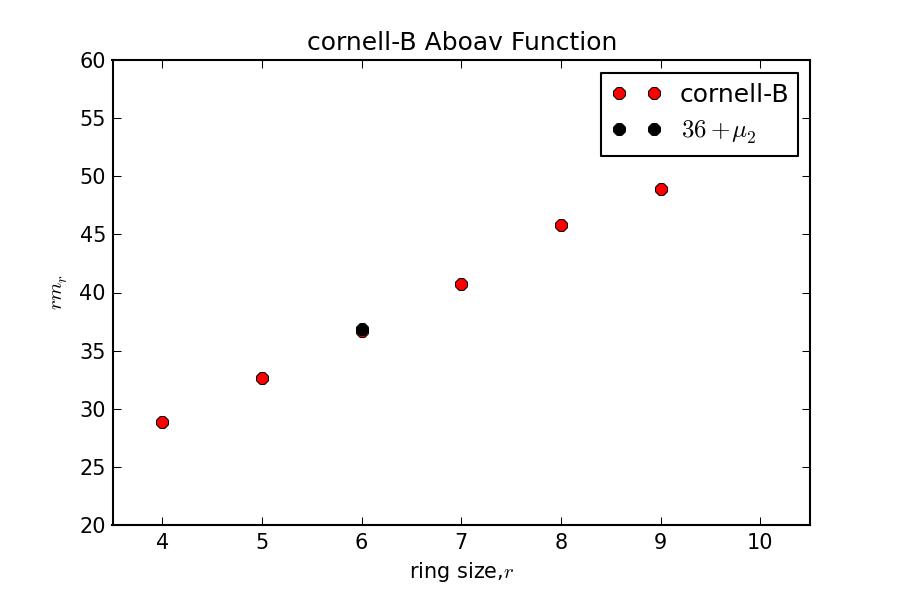 cornell-B Aboav Function
60
55
50
45
40
35
30
25
20
rm_r
cornell-B
36 + μ_2
4 5 6 7 8 9 10
ring size,r